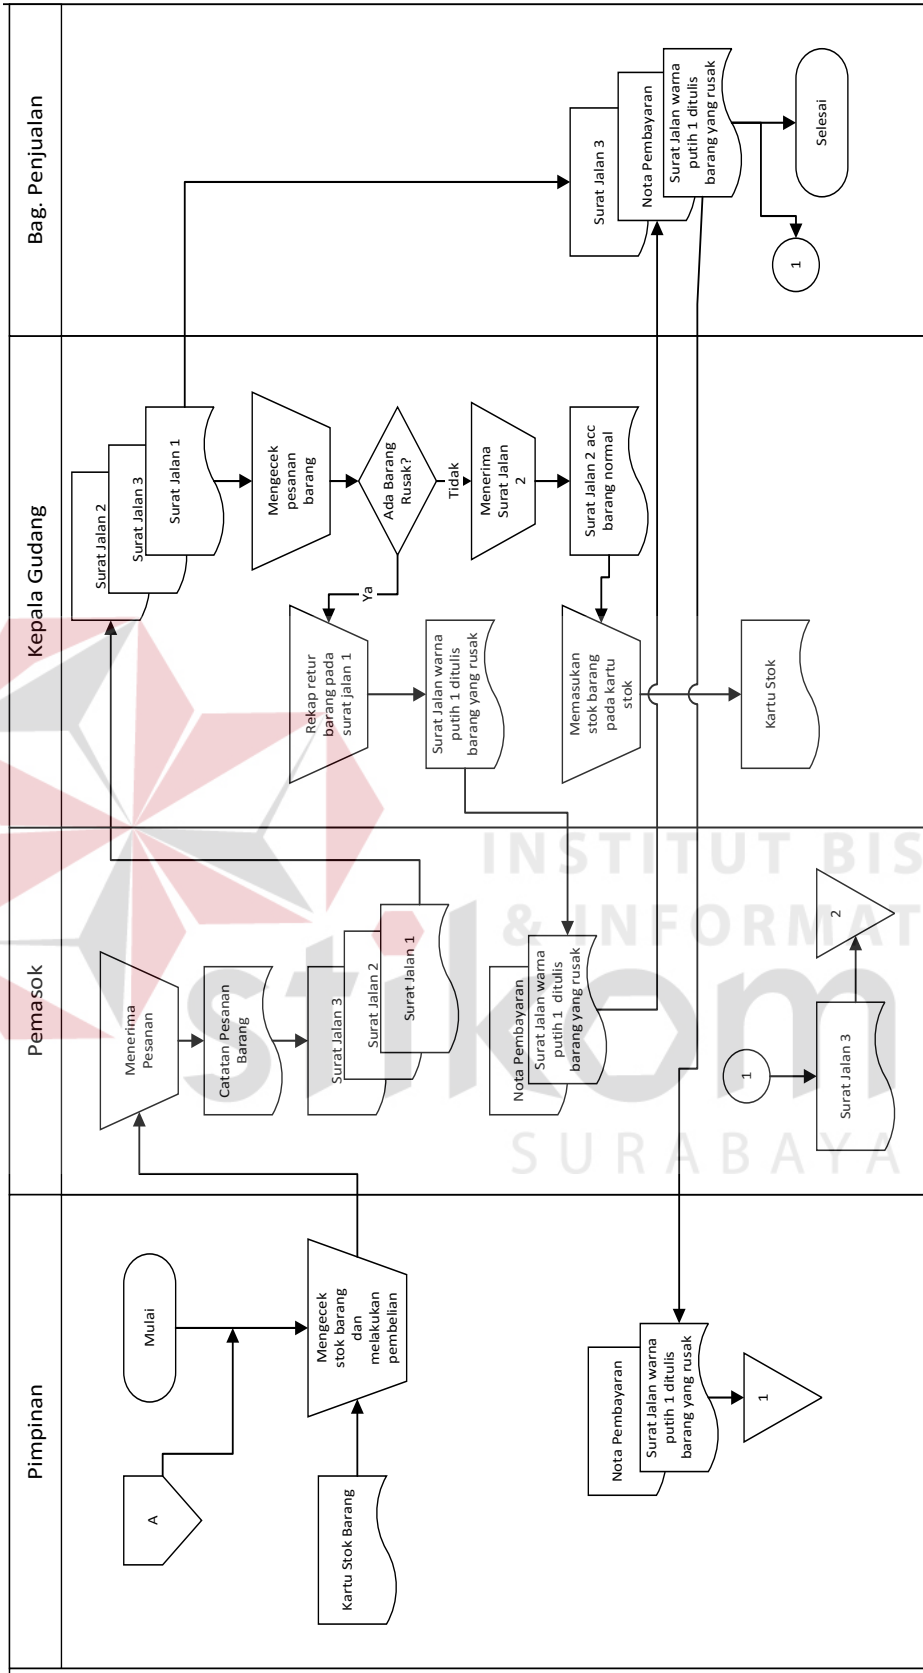 Pimpinan
Mulai
A
Mengecek
stok barang
dan
melakukan
pembelian
Kartu Stok Barang
Nota Pembayaran
Surat Jalan warna
putih 1 ditulis
barang yang rusak
1
Pemasok
Menerima
Pesanan
Catatan Pesanan
Barang
Surat Jalan 3
Surat Jalan 2
Surat Jalan 1
Nota Pembayaran
Surat Jalan warna
putih 1 ditulis
barang yang rusak
1
Surat Jalan 3
2
Kepala Gudang
Surat Jalan 2
Surat Jalan 3
Surat Jalan 1
Mengecek
pesanan
barang
Ada Barang
Rusak?
Ya
Tidak
Rekap retur
barang pada
surat jalan 1
Surat Jalan warna
putih 1 ditulis
barang yang rusak
Menerima
Surat Jalan
2
Surat Jalan 2 acc
barang normal
Memasukan
stok barang
pada kartu
stok
Kartu Stok
Bag. Penjualan
Surat Jalan 3
Nota Pembayaran
Surat Jalan warna
putih 1 ditulis
barang yang rusak
1
Selesai
INSTITUT BIS
& INFORMAT
stikom
SURABAYA